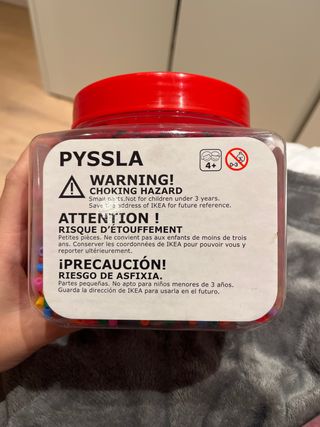 PYSSLA
4+
0-3
WARNING!
CHOKING HAZARD
Small parts.Not for children under 3 years.
Save the address of IKEA for future reference.
ATTENTION !
RISQUE D'ÉTOUFFEMENT
Petites pièces. Ne convient pas aux enfants de moins de trois
ans. Conserver les coordonnées de IKEA pour pouvoir vous y
reporter ultérieurement.
¡PRECAUCIÓN!
RIESGO DE ASFIXIA.
Partes pequeñas. No apto para niños menores de 3 años.
Guarda la dirección de IKEA para usarla en el futuro.